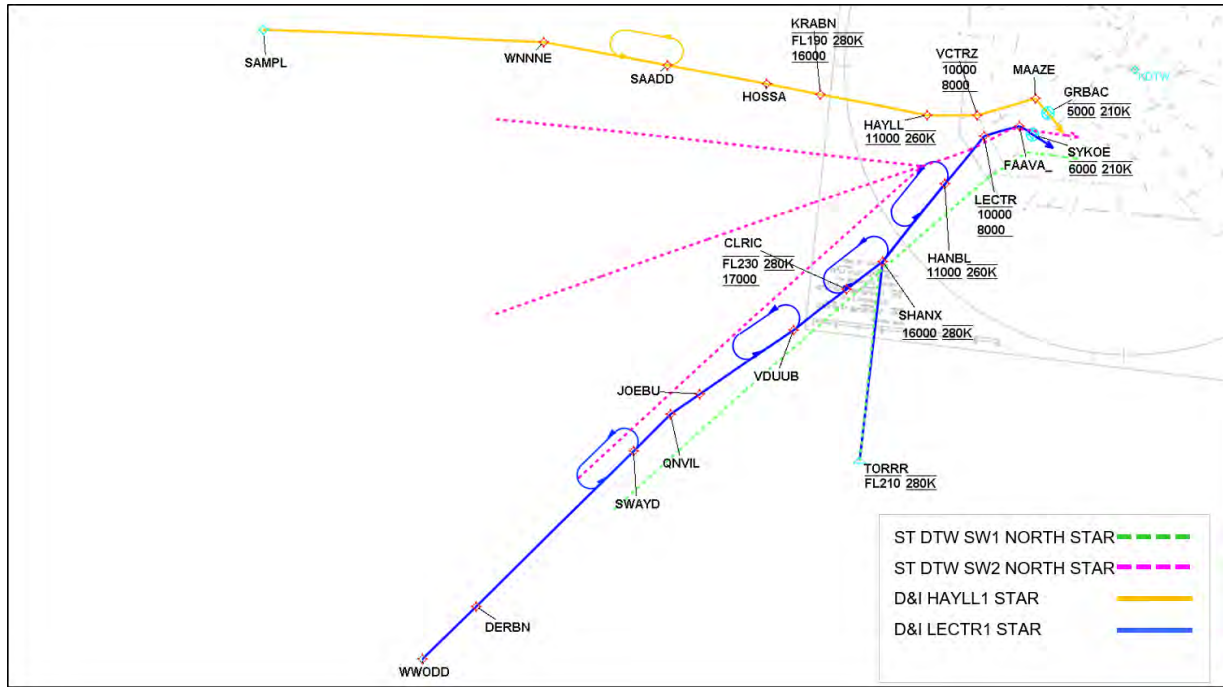 SAMPL
WNNNE
SAADD
HOSSA
KRABN
FL190 280K
16000
HAYLL
11000 260K
VCTRZ
10000
8000
MAAZE
KDTW
GRBAC
5000 210K
SYKOE
6000 210K
FAAVA_
LECTR
10000
8000
HANBL
11000 260K
CLRIC
FL230 280K
17000
SHANX
16000 280K
VDUUB
JOEBU
QNVIL
SWAYD
TORRR
FL210 280K
DERBN
WWODD
ST DTW SW1 NORTH STAR
ST DTW SW2 NORTH STAR
D&I HAYLL1 STAR
D&I LECTR1 STAR